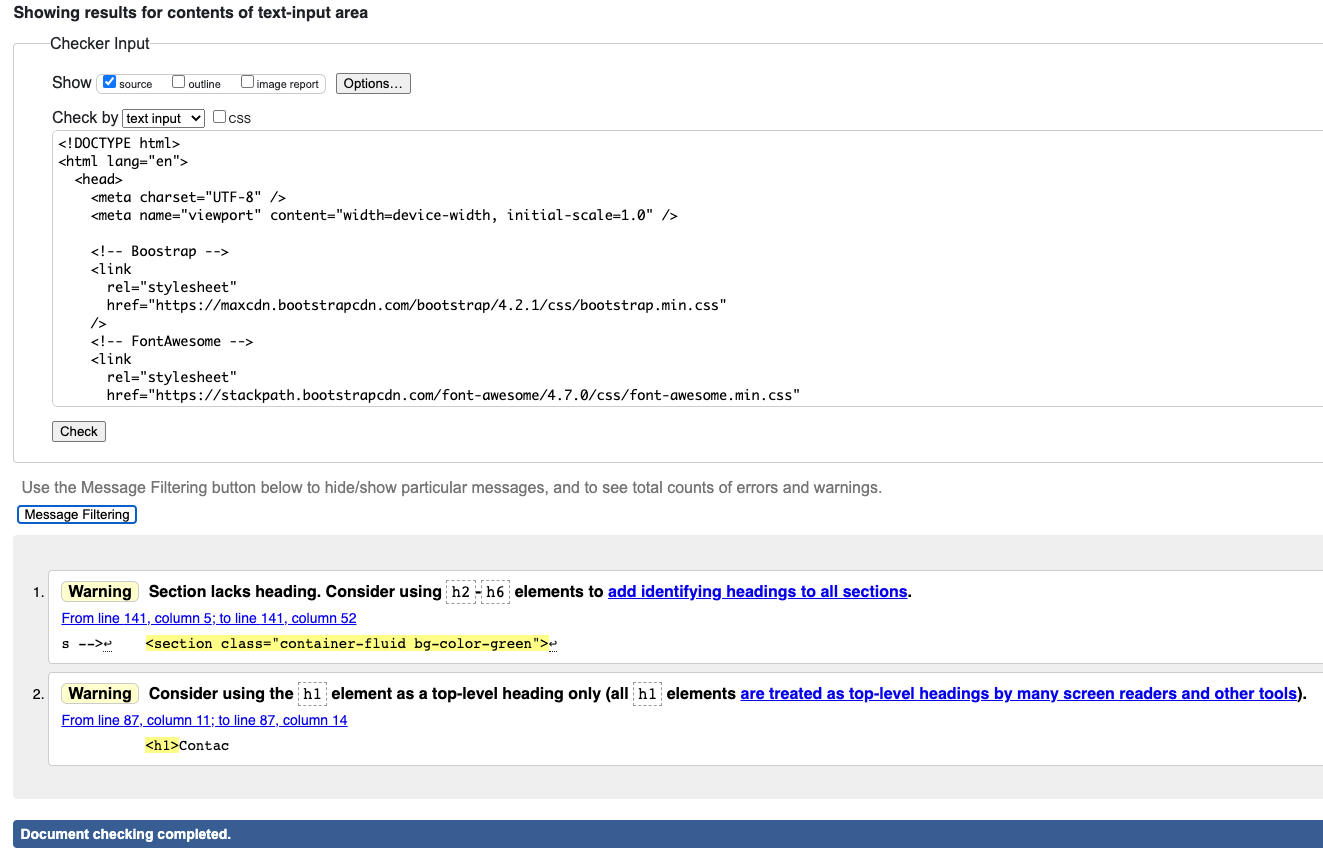 Showing results for contents of text-input area
Checker Input
Show source outline image report Options...
Check by text input CSS
<!DOCTYPE html>
<html lang="en">
<head>
<meta charset="UTF-8" />
<meta name="viewport" content="width=device-width, initial-scale=1.0" />
<!-- Boostrap -->
<link
rel="stylesheet"
href="https://maxcdn.bootstrapcdn.com/bootstrap/4.2.1/css/bootstrap.min.css"
/>
<!-- FontAwesome -->
<link
rel="stylesheet"
href="https://stackpath.bootstrapcdn.com/font-awesome/4.7.0/css/font-awesome.min.css"
Check
Use the Message Filtering button below to hide/show particular messages, and to see total counts of errors and warnings.
Message Filtering
1. Warning Section lacks heading. Consider using h2-h6 elements to add identifying headings to all sections.
From line 141, column 5; to line 141, column 52
s -->↩ <section class="container-fluid bg-color-green">↩
2. Warning Consider using the h1 element as a top-level heading only (all h1 elements are treated as top-level headings by many screen readers and other tools).
From line 87, column 11; to line 87, column 14
<h1>Contac
Document checking completed.